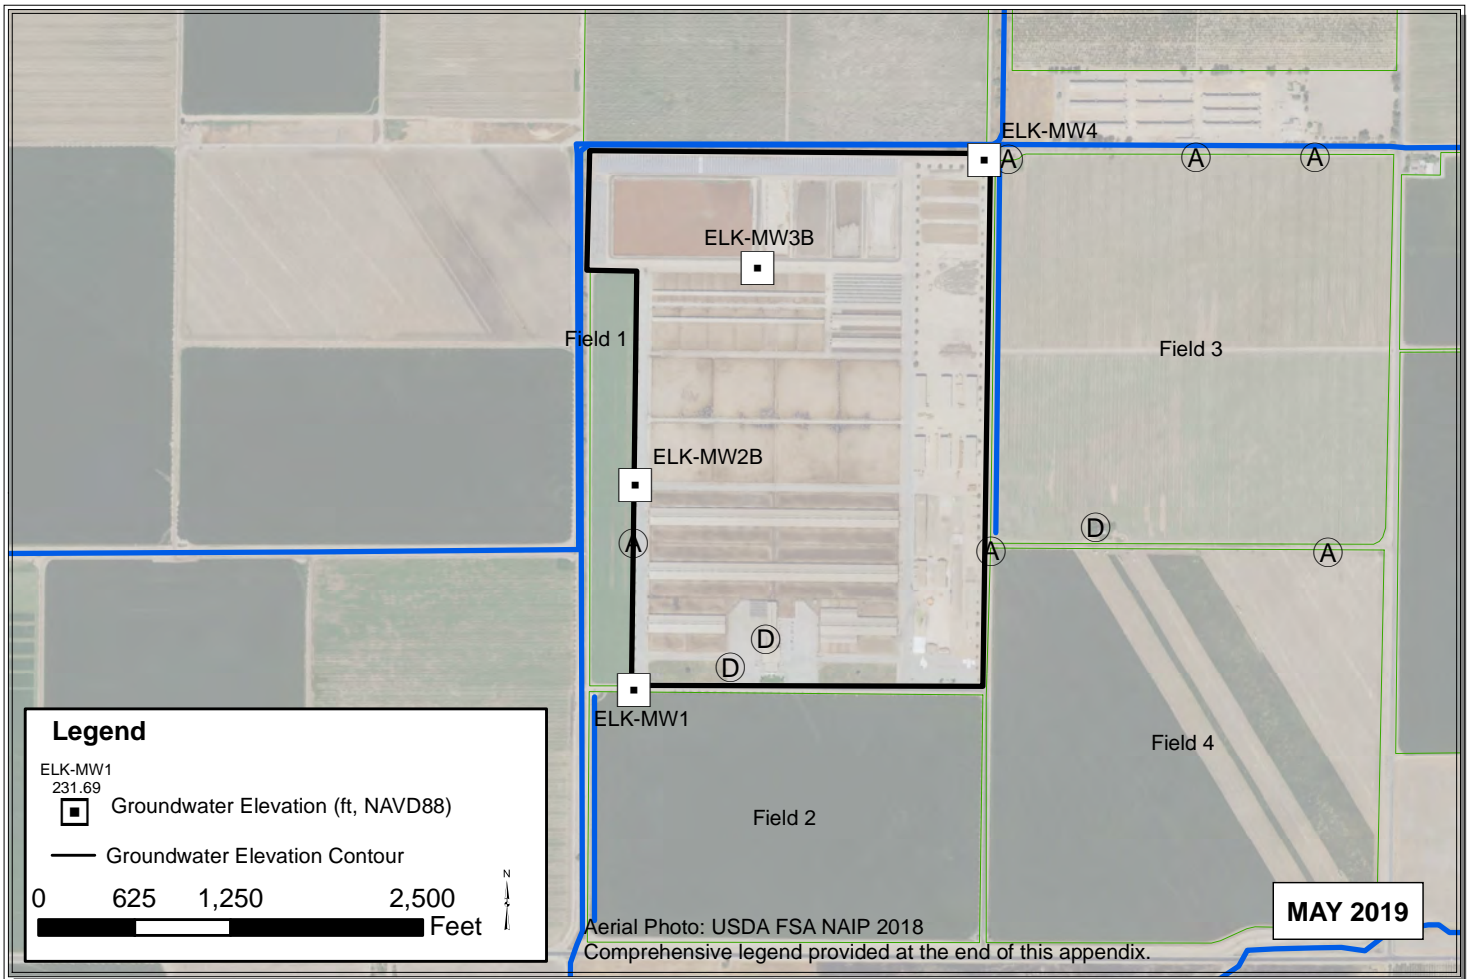 ELK-MW4
A
A
A
ELK-MW3B
Field 1
Field 3
ELK-MW2B
D
A
A
A
D
D
ELK-MW1
Field 4
Field 2
Legend
ELK-MW1
231.69
Groundwater Elevation (ft, NAVD88)
Groundwater Elevation Contour
N
0 625 1,250 2,500
Feet
Aerial Photo: USDA FSA NAIP 2018
Comprehensive legend provided at the end of this appendix.
MAY 2019